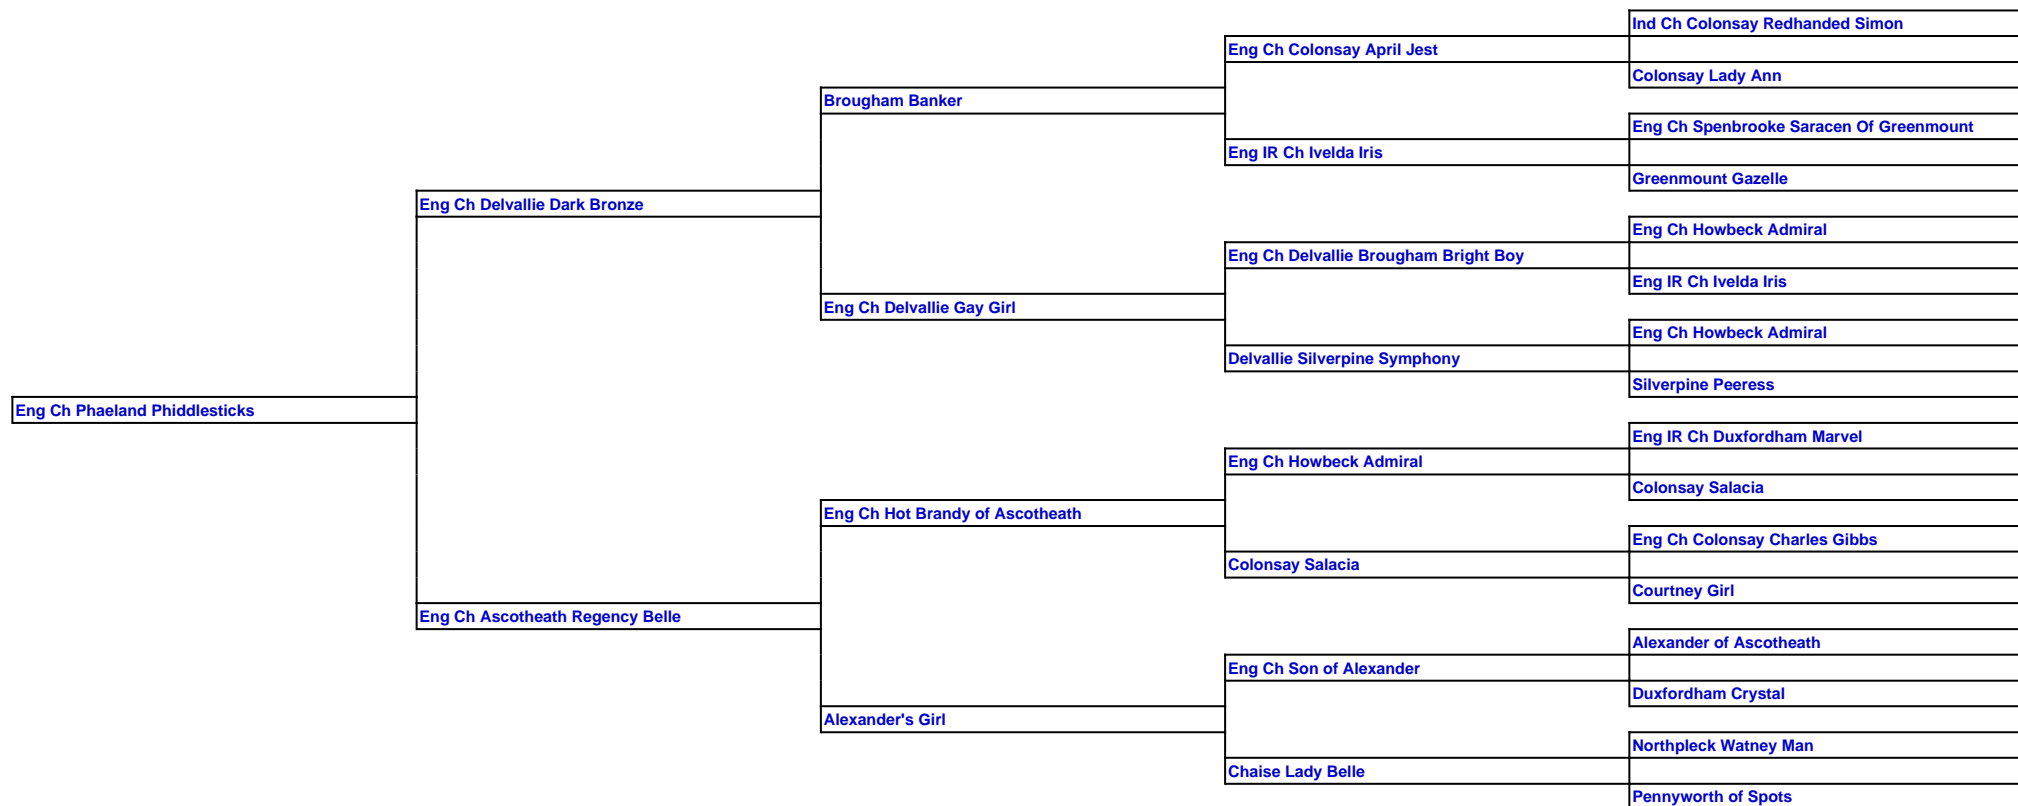 Ind Ch Colonsay Redhanded Simon
Eng Ch Colonsay April Jest
Colonsay Lady Ann
Brougham Banker
Eng Ch Spenbrooke Saracen Of Greenmount
Eng IR Ch Ivelda Iris
Greenmount Gazelle
Eng Ch Delvallie Dark Bronze
Eng Ch Howbeck Admiral
Eng Ch Delvallie Brougham Bright Boy
Eng IR Ch Ivelda Iris
Eng Ch Delvallie Gay Girl
Eng Ch Howbeck Admiral
Delvallie Silverpine Symphony
Silverpine Peeress
Eng Ch Phaeland Phiddlesticks
Eng IR Ch Duxfordham Marvel
Eng Ch Howbeck Admiral
Colonsay Salacia
Eng Ch Hot Brandy of Ascotheath
Eng Ch Colonsay Charles Gibbs
Colonsay Salacia
Courtney Girl
Eng Ch Ascotheath Regency Belle
Alexander of Ascotheath
Eng Ch Son of Alexander
Duxfordham Crystal
Alexander's Girl
Northpleck Watney Man
Chaise Lady Belle
Pennyworth of Spots